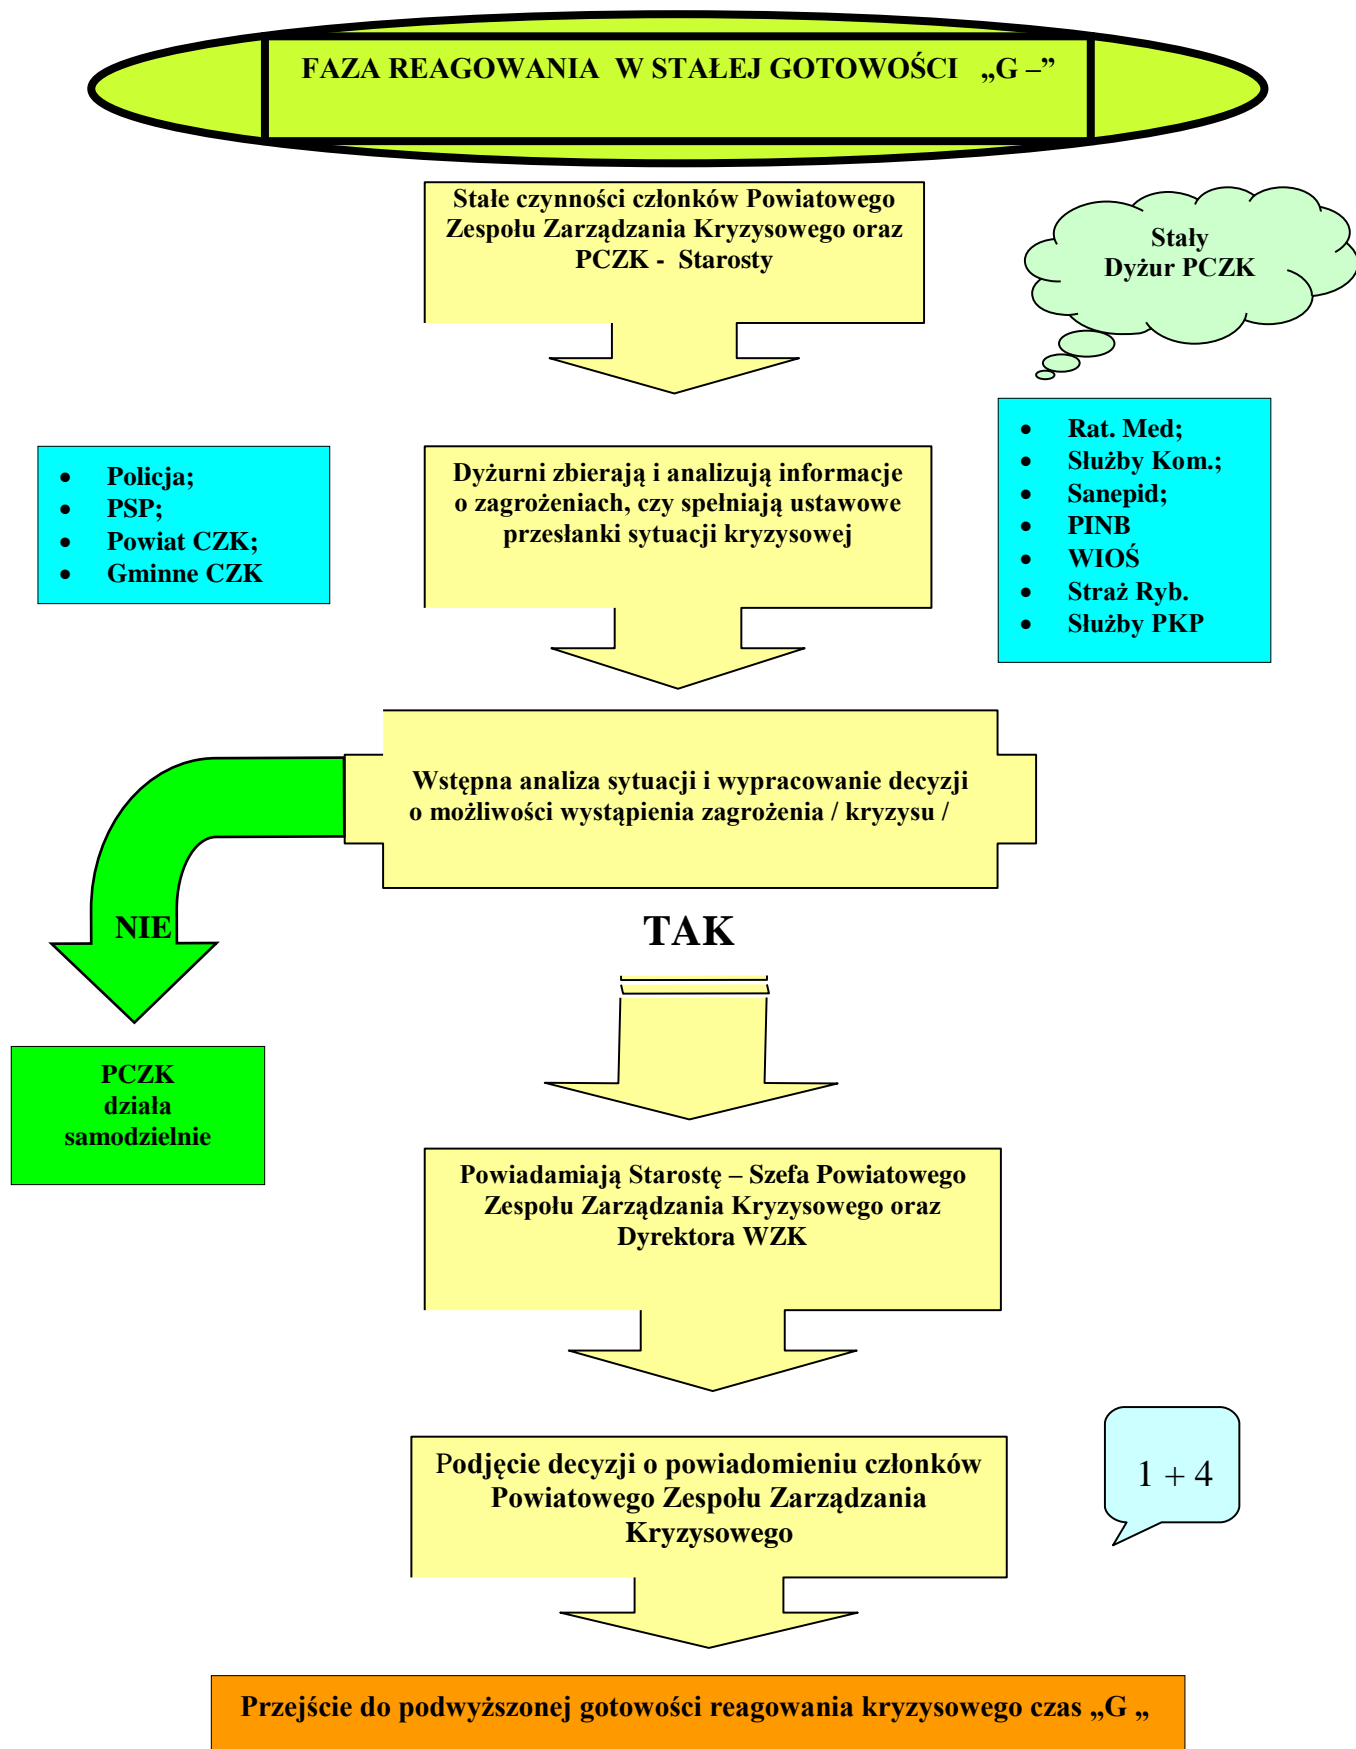 FAZA REAGOWANIA W STAŁEJ GOTOWOŚCI „G –”
Stałe czynności członków Powiatowego
Zespołu Zarządzania Kryzysowego oraz
PCZK - Starosty
Stały
Dyżur PCZK
• Policja;
• PSP;
• Powiat CZK;
• Gminne CZK
Dyżurni zbierają i analizują informacje
o zagrożeniach, czy spełniają ustawowe
przesłanki sytuacji kryzysowej
• Rat. Med;
• Służby Kom.;
• Sanepid;
• PINB
• WIOŚ
• Straż Ryb.
• Służby PKP
Wstępna analiza sytuacji i wypracowanie decyzji
o możliwości wystąpienia zagrożenia / kryzysu /
NIE
TAK
PCZK
działa
samodzielnie
Powiadamiają Starostę – Szefa Powiatowego
Zespołu Zarządzania Kryzysowego oraz
Dyrektora WZK
Podjęcie decyzji o powiadomieniu członków
Powiatowego Zespołu Zarządzania
Kryzysowego
1 + 4
Przejście do podwyższonej gotowości reagowania kryzysowego czas „G „